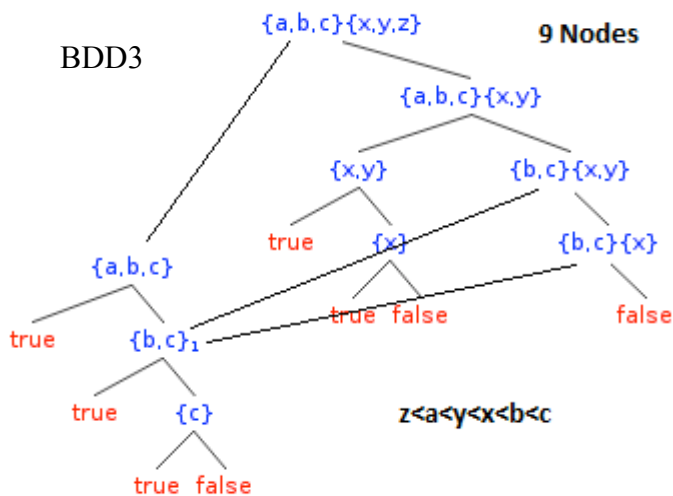 {a,b,c}{x,y,z}
9 Nodes
BDD3
{a,b,c}{x,y}
{x,y}
{b,c}{x,y}
true
{x}
{b,c}{x}
{a,b,c}
true false
false
true
{b,c}₁
true
{c}
z<a<y<x<b<c
true false